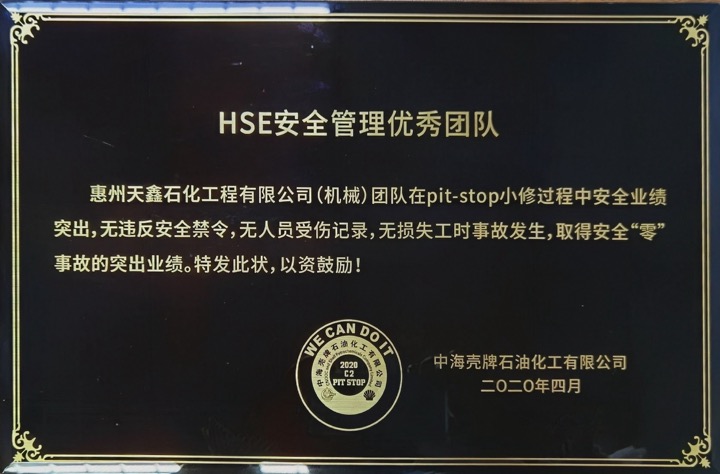 HSE安全管理优秀团队
惠州天鑫石化工程有限公司(机械)团队在pit-stop小修过程中安全业绩
突出,无违反安全禁令,无人员受伤记录,无损失工时事故发生,取得安全“零”
事故的突出业绩。特发此状,以资鼓励!
WE CAN DO IT
中海壳牌石油化工有限公司
2020
C2
PIT STOP
中海壳牌石油化工有限公司
二〇二〇年四月